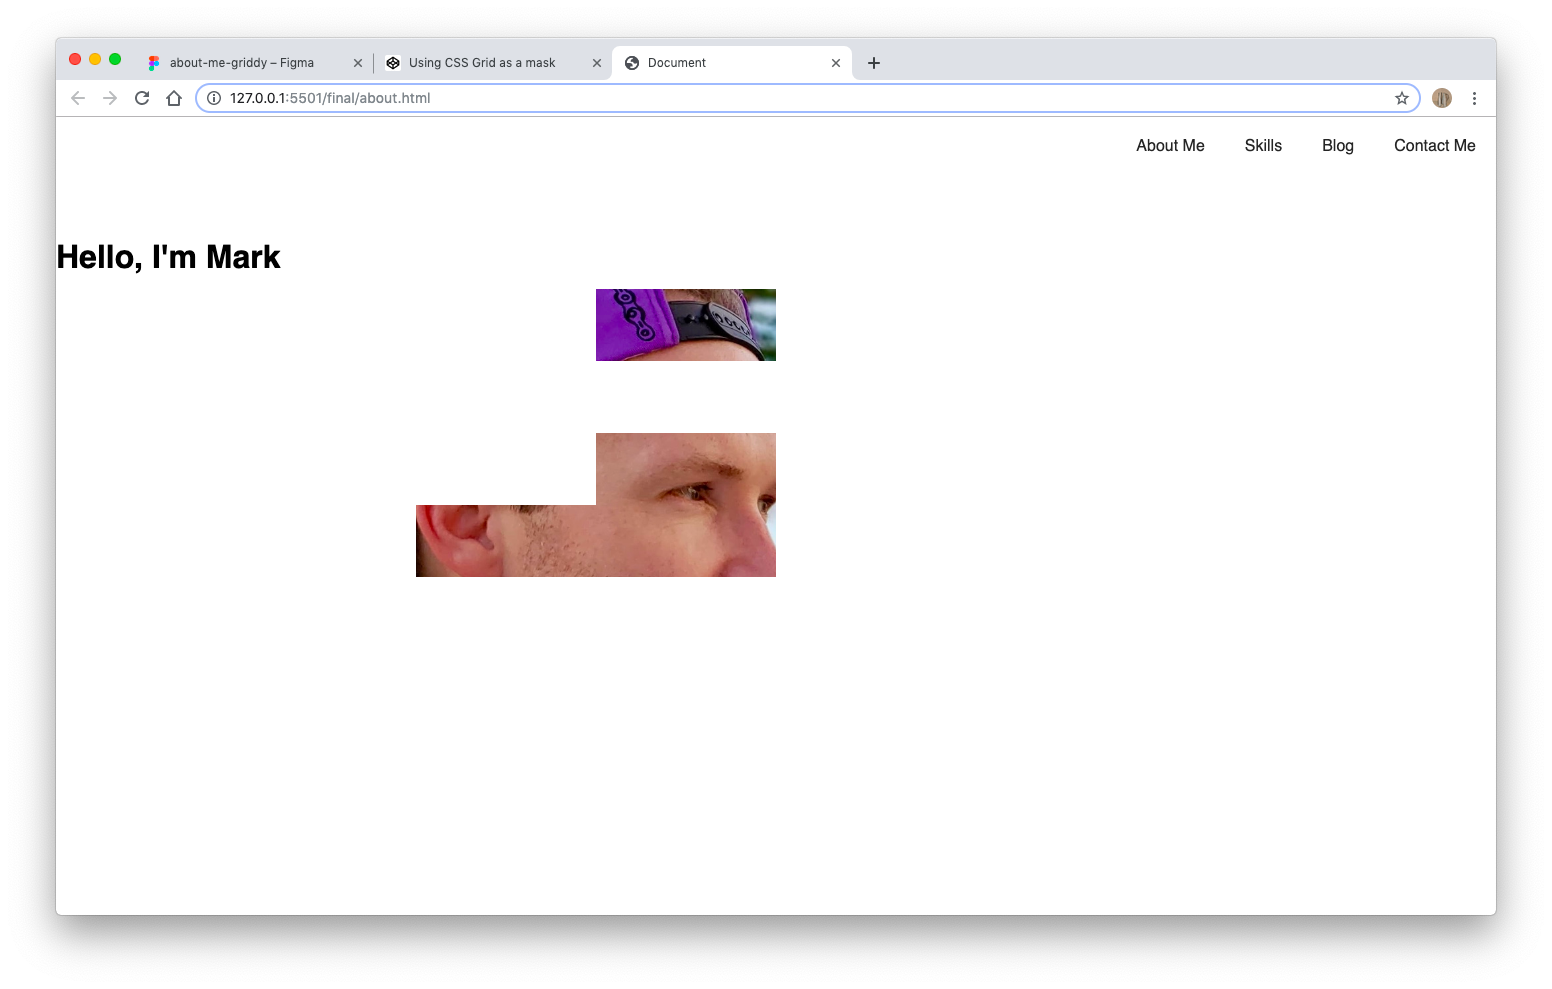 about-me-griddy – Figma
Using CSS Grid as a mask
Document
127.0.0.1:5501/final/about.html
About Me
Skills
Blog
Contact Me
Hello, I'm Mark